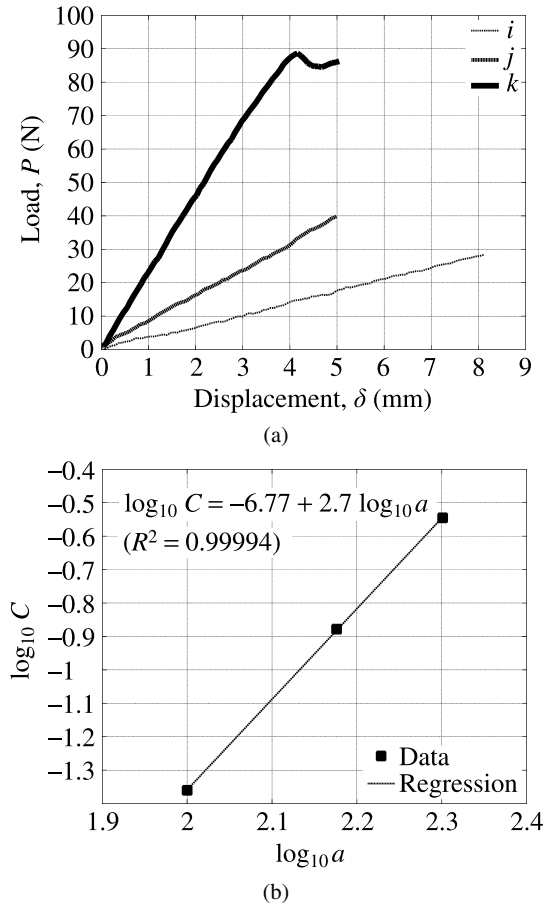 100
90
80
70
60
50
40
30
20
10
0
Load, P (N)
i
j
k
0 1 2 3 4 5 6 7 8 9
Displacement, δ (mm)
(a)
−0.4
−0.5
−0.6
−0.7
−0.8
−0.9
−1
−1.1
−1.2
−1.3
log₁₀ C
log₁₀ C = −6.77 + 2.7 log₁₀ a
(R² = 0.99994)
Data
Regression
1.9 2 2.1 2.2 2.3 2.4
log₁₀ a
(b)